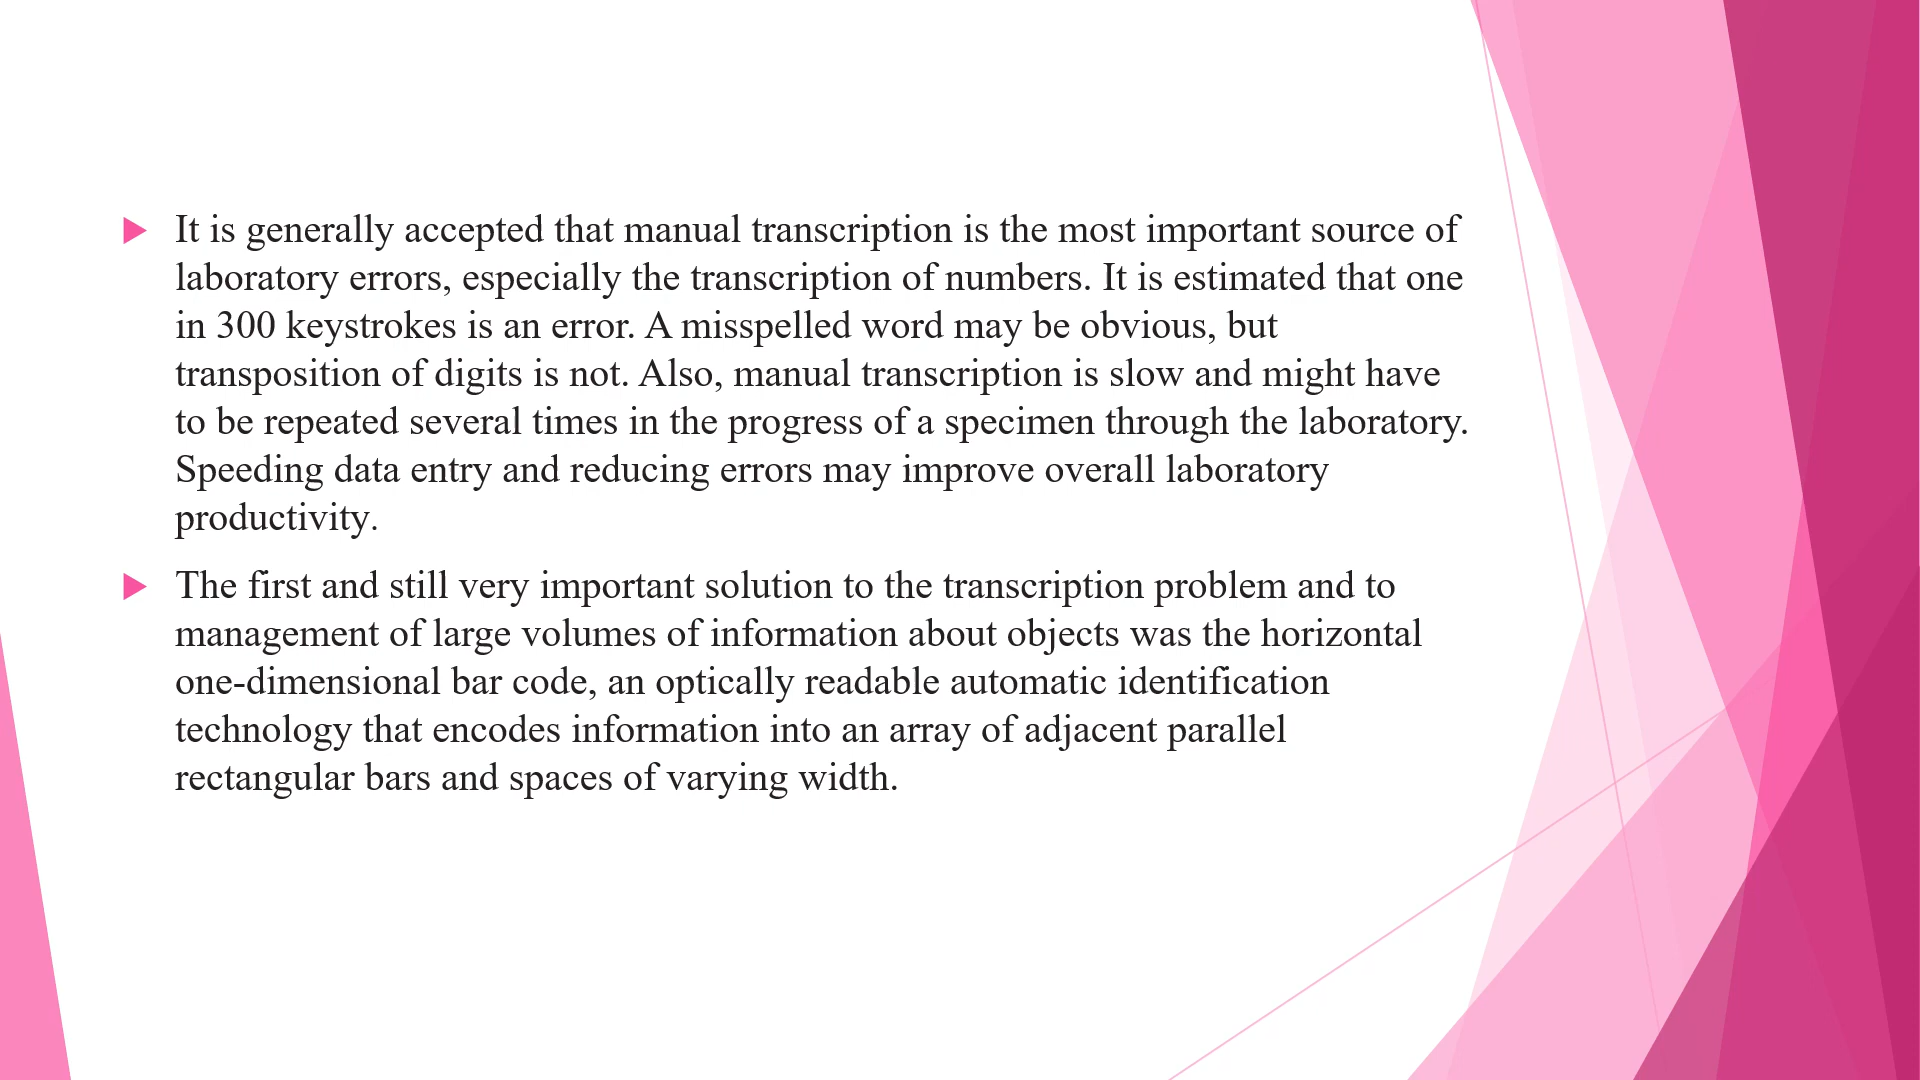 It is generally accepted that manual transcription is the most important source of
laboratory errors, especially the transcription of numbers. It is estimated that one
in 300 keystrokes is an error. A misspelled word may be obvious, but
transposition of digits is not. Also, manual transcription is slow and might have
to be repeated several times in the progress of a specimen through the laboratory.
Speeding data entry and reducing errors may improve overall laboratory
productivity.
The first and still very important solution to the transcription problem and to
management of large volumes of information about objects was the horizontal
one-dimensional bar code, an optically readable automatic identification
technology that encodes information into an array of adjacent parallel
rectangular bars and spaces of varying width.